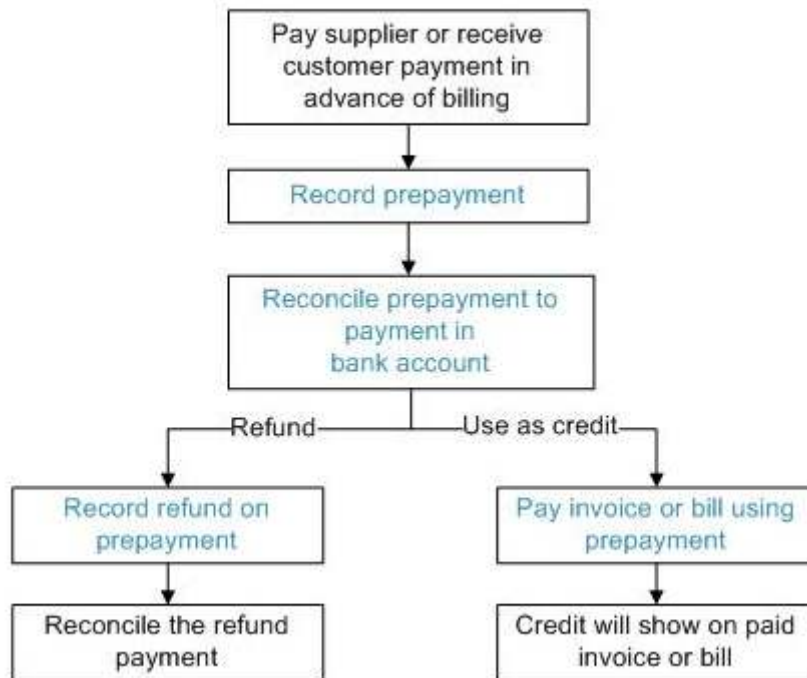 Pay supplier or receive
customer payment in
advance of billing
Record prepayment
Reconcile prepayment to
payment in
bank account
Refund
Use as credit
Record refund on
prepayment
Pay invoice or bill using
prepayment
Reconcile the refund
payment
Credit will show on paid
invoice or bill